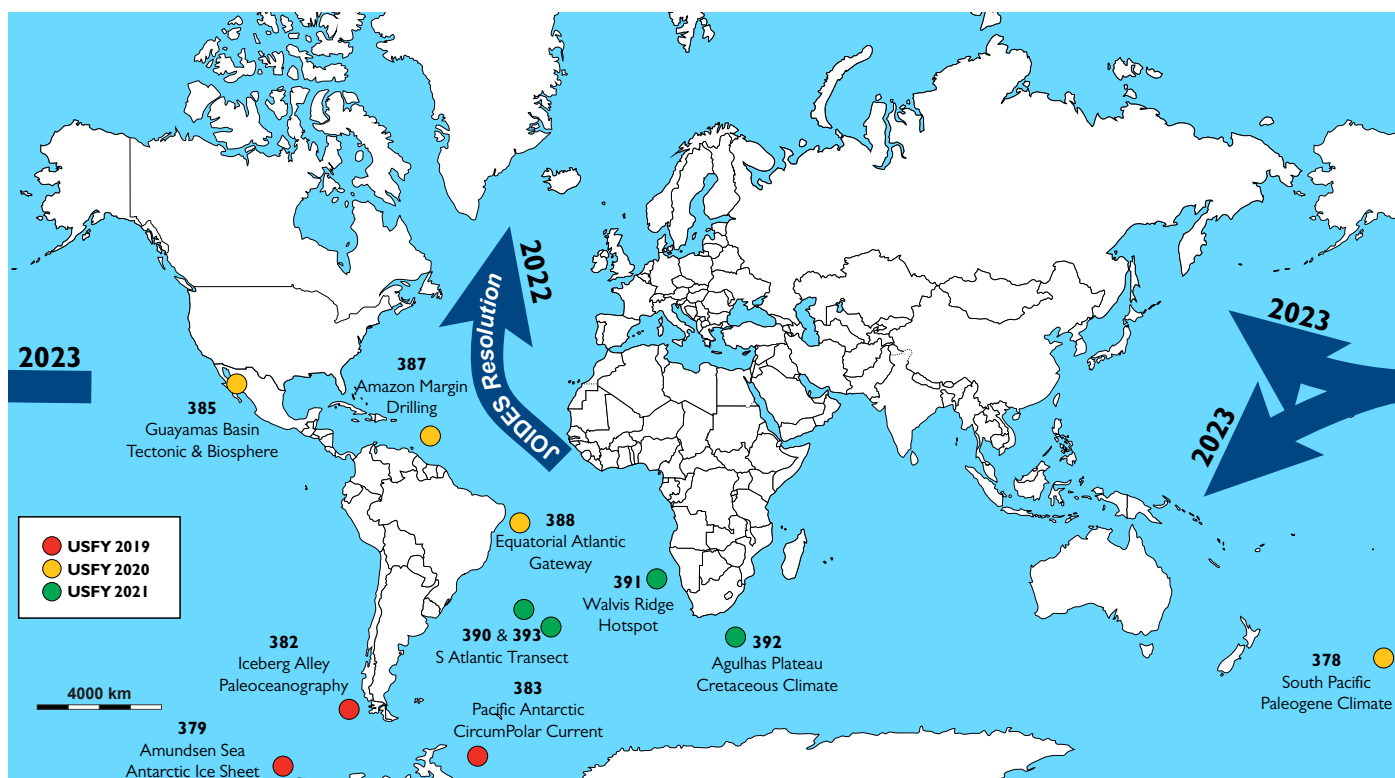 2022
JOIDES Resolution
2023
2023
2023
387
Amazon Margin
Drilling
385
Guayamas Basin
Tectonic & Biosphere
388
Equatorial Atlantic
Gateway
USFY 2019
USFY 2020
USFY 2021
391
Walvis Ridge
Hotspot
390 & 393
S Atlantic Transect
392
Agulhas Plateau
Cretaceous Climate
382
Iceberg Alley
Paleoceanography
378
South Pacific
Paleogene Climate
383
Pacific Antarctic
CircumPolar Current
4000 km
379
Amundsen Sea
Antarctic Ice Sheet